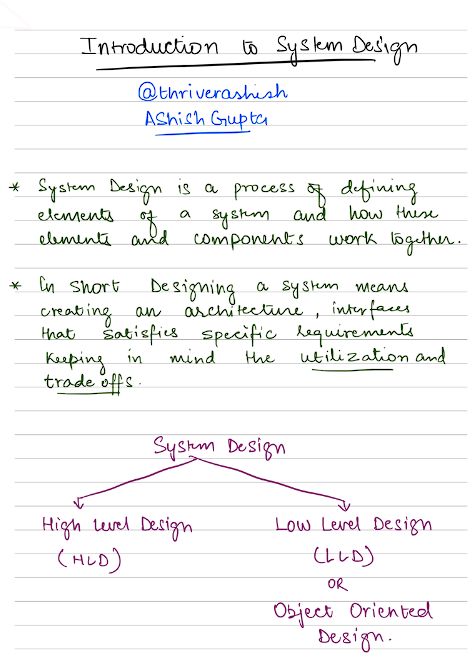 Introduction to System Design
@thriverashish
AShish Gupta
* System Design is a process of defining
elements of a system and how these
elements and components work together.
* In Short Designing a system means
creating an architecture, interfaces
that satisfies specific requirements
Keeping in mind the utilization and
trade offs.
System Design
High Level Design
Low Level Design
(HLD)
(LLD)
OR
Object Oriented
Design.